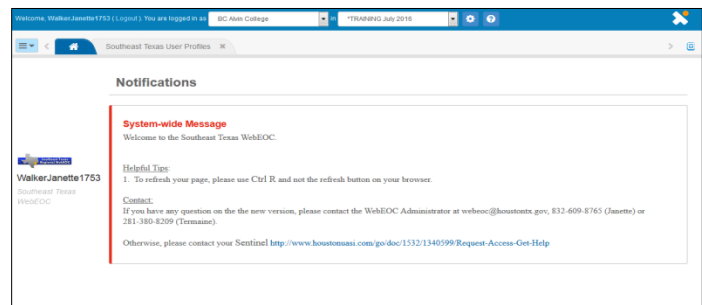 Welcome, WalkerJanette1753 ( Logout ). You are logged in as BC Alvin College in *TRAINING July 2016
Southeast Texas User Profiles
Notifications
System-wide Message
Welcome to the Southeast Texas WebEOC.
Helpful Tips:
1. To refresh your page, please use Ctrl R and not the refresh button on your browser.
WalkerJanette1753
Southeast Texas
WebEOC
Contact:
If you have any question on the the new version, please contact the WebEOC Administrator at webeoc@houstontx.gov, 832-609-8765 (Janette) or
281-380-8209 (Termaine).
Otherwise, please contact your Sentinel http://www.houstonuasi.com/go/doc/1532/1340599/Request-Access-Get-Help